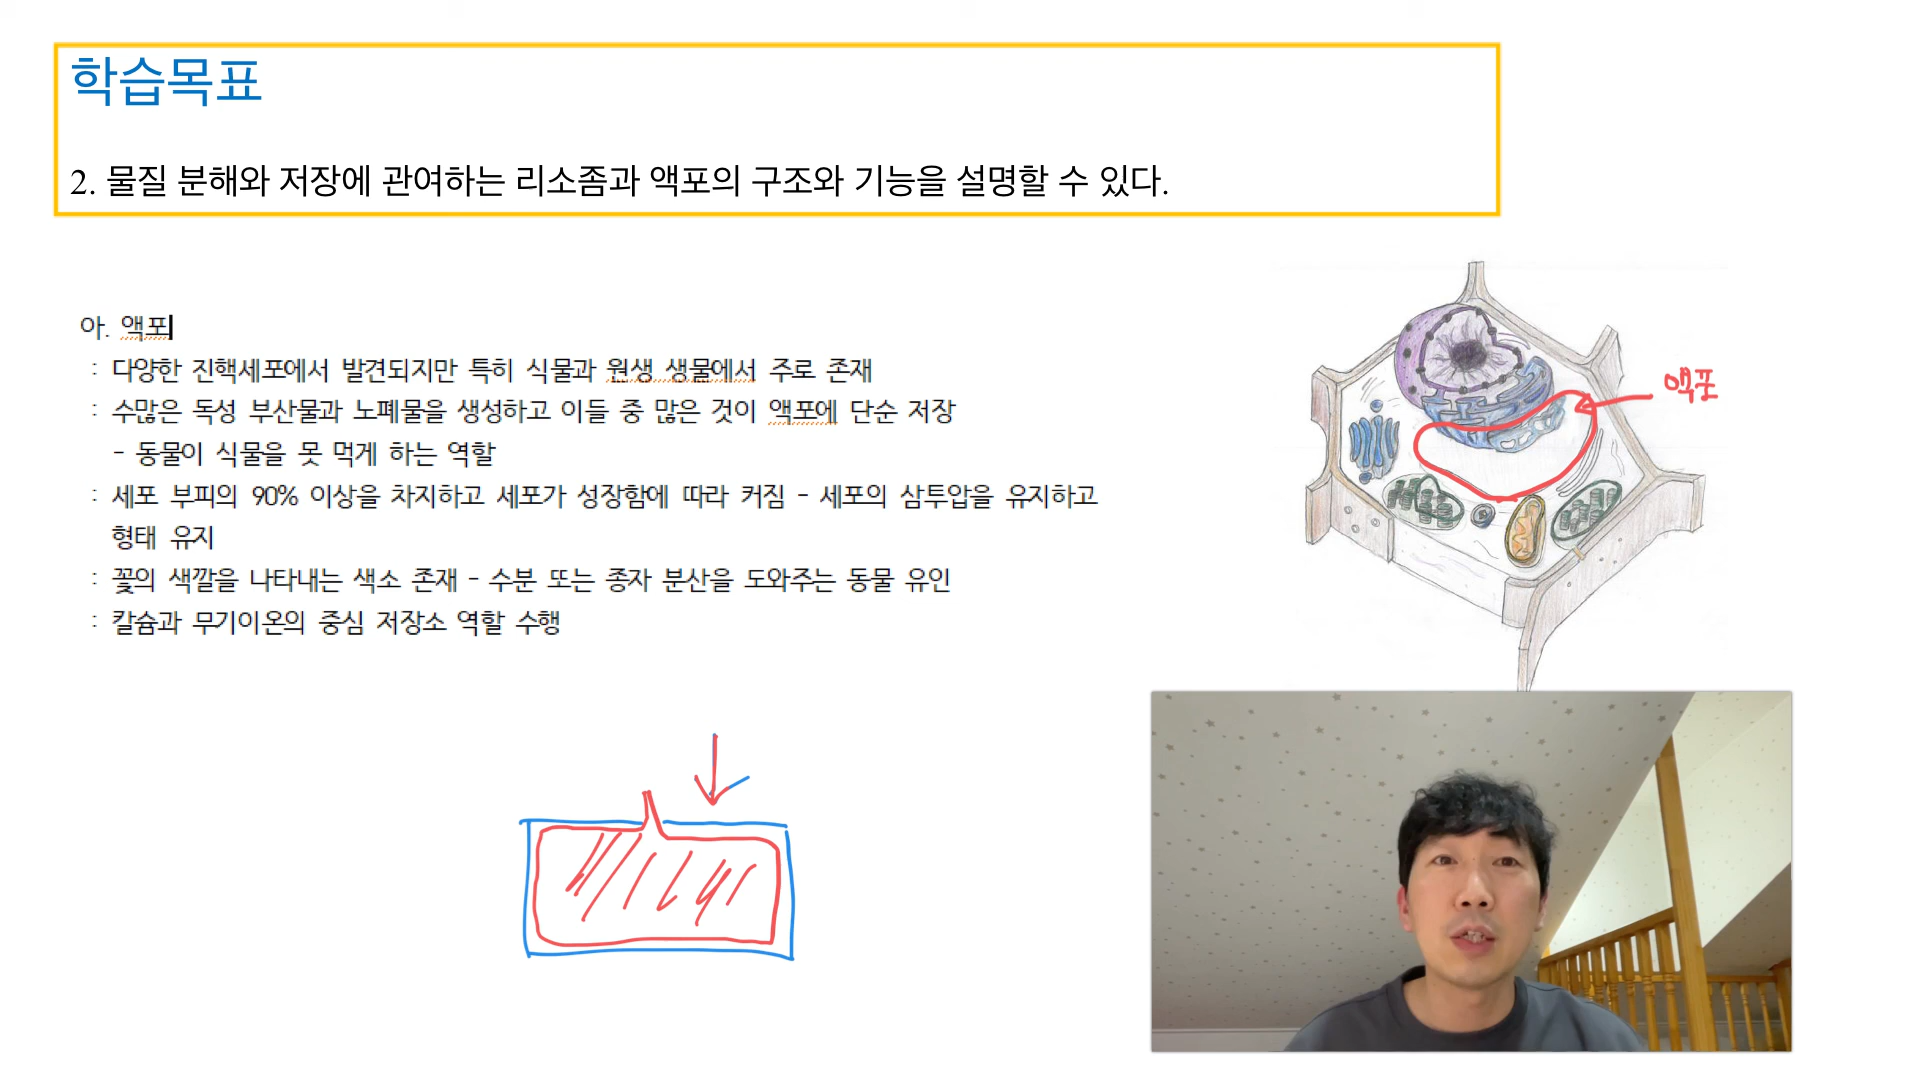 학습목표
2. 물질 분해와 저장에 관여하는 리소좀과 액포의 구조와 기능을 설명할 수 있다.
아. 액포
: 다양한 진핵세포에서 발견되지만 특히 식물과 원생 생물에서 주로 존재
: 수많은 독성 부산물과 노폐물을 생성하고 이들 중 많은 것이 액포에 단순 저장
- 동물이 식물을 못 먹게 하는 역할
: 세포 부피의 90% 이상을 차지하고 세포가 성장함에 따라 커짐 - 세포의 삼투압을 유지하고
형태 유지
: 꽃의 색깔을 나타내는 색소 존재 - 수분 또는 종자 분산을 도와주는 동물 유인
: 칼슘과 무기이온의 중심 저장소 역할 수행
액포